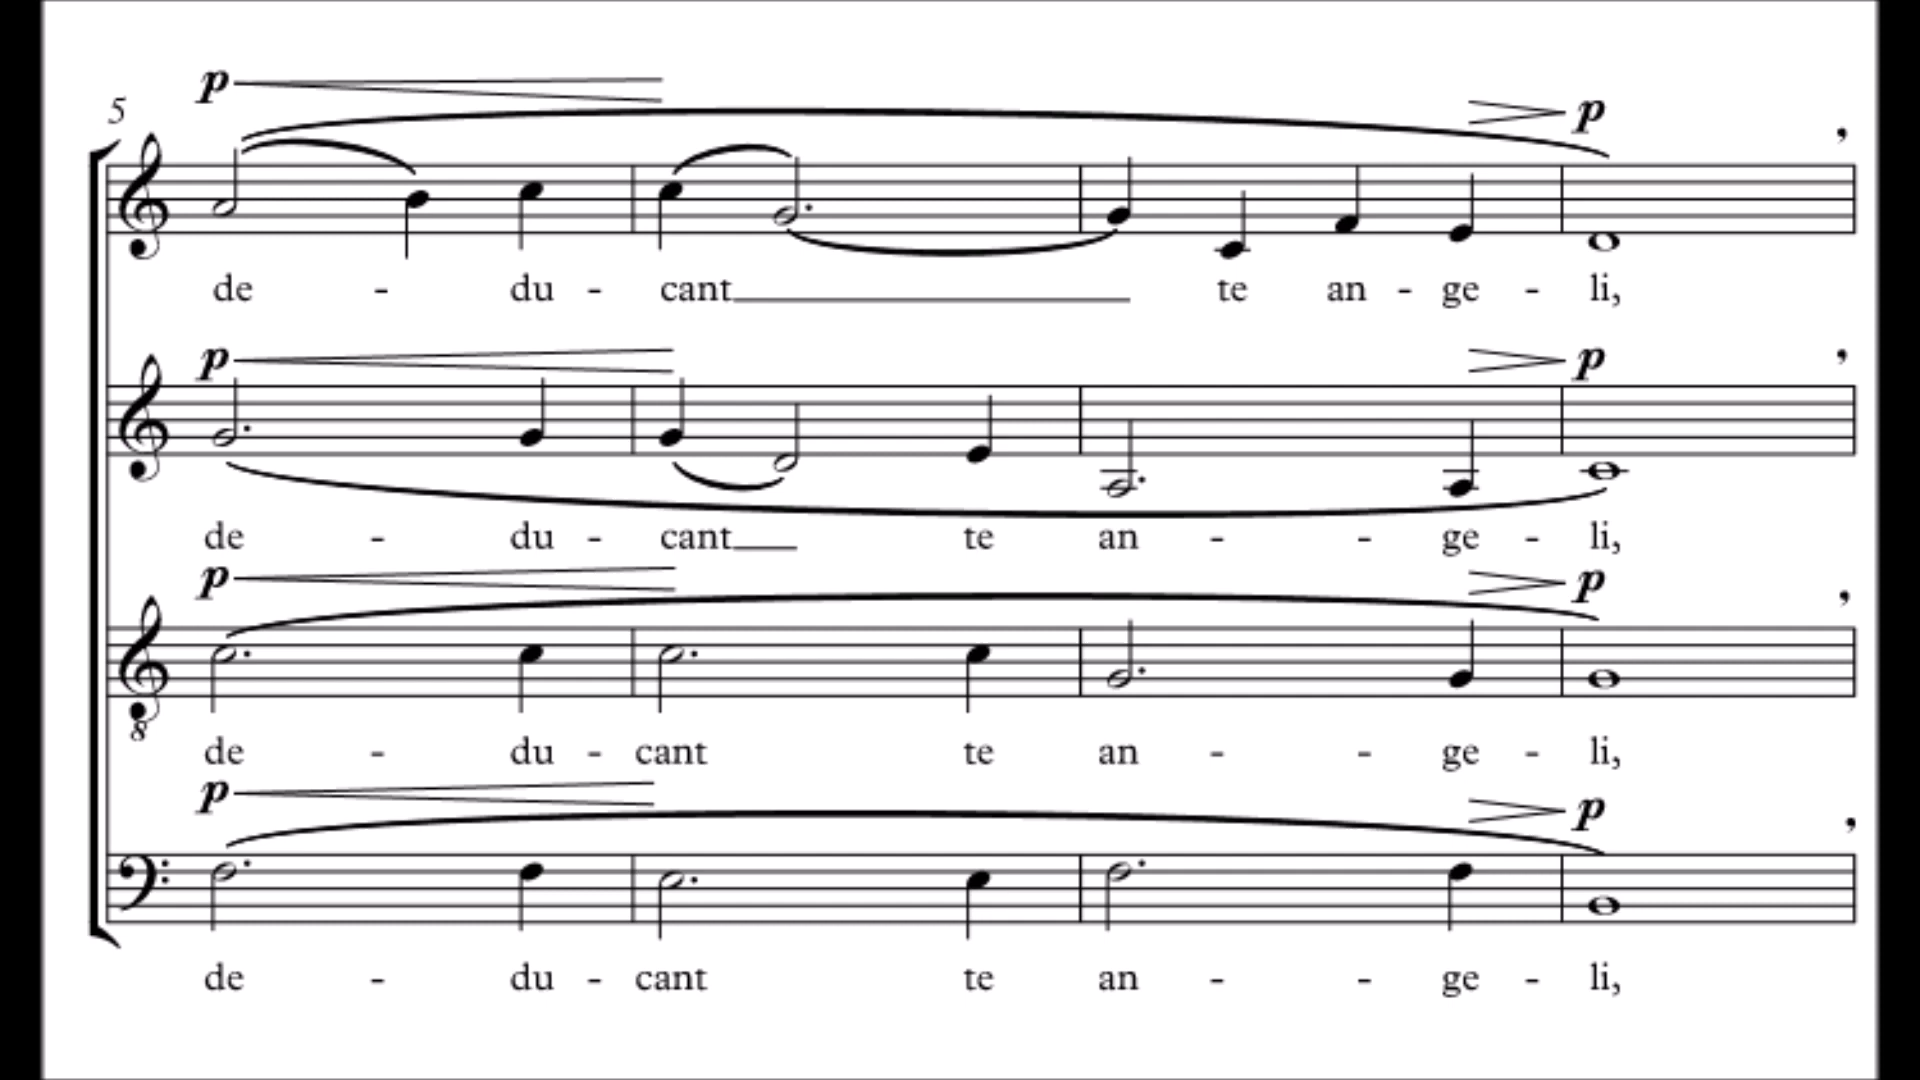 p p
5
de - du - cant te an - ge - li,
p p
de - du - cant te an - - ge - li,
p p
8
de - du - cant te an - - ge - li,
p p
de - du - cant te an - - ge - li,